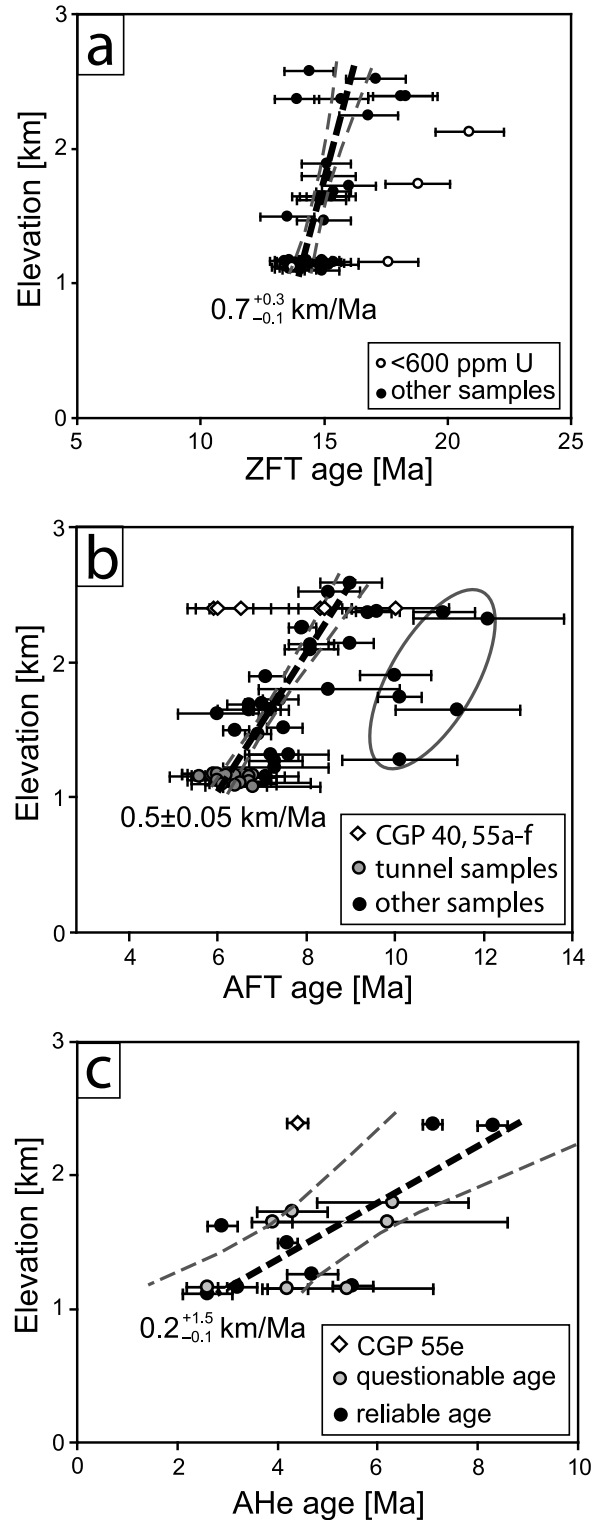 a
3
2
1
0
Elevation [km]
0.7 +0.3 −0.1 km/Ma
<600 ppm U
other samples
5 10 15 20 25
ZFT age [Ma]
b
3
2
1
0
Elevation [km]
0.5±0.05 km/Ma
CGP 40, 55a-f
tunnel samples
other samples
4 6 8 10 12 14
AFT age [Ma]
c
3
2
1
0
Elevation [km]
0.2 +1.5 −0.1 km/Ma
CGP 55e
questionable age
reliable age
0 2 4 6 8 10
AHe age [Ma]